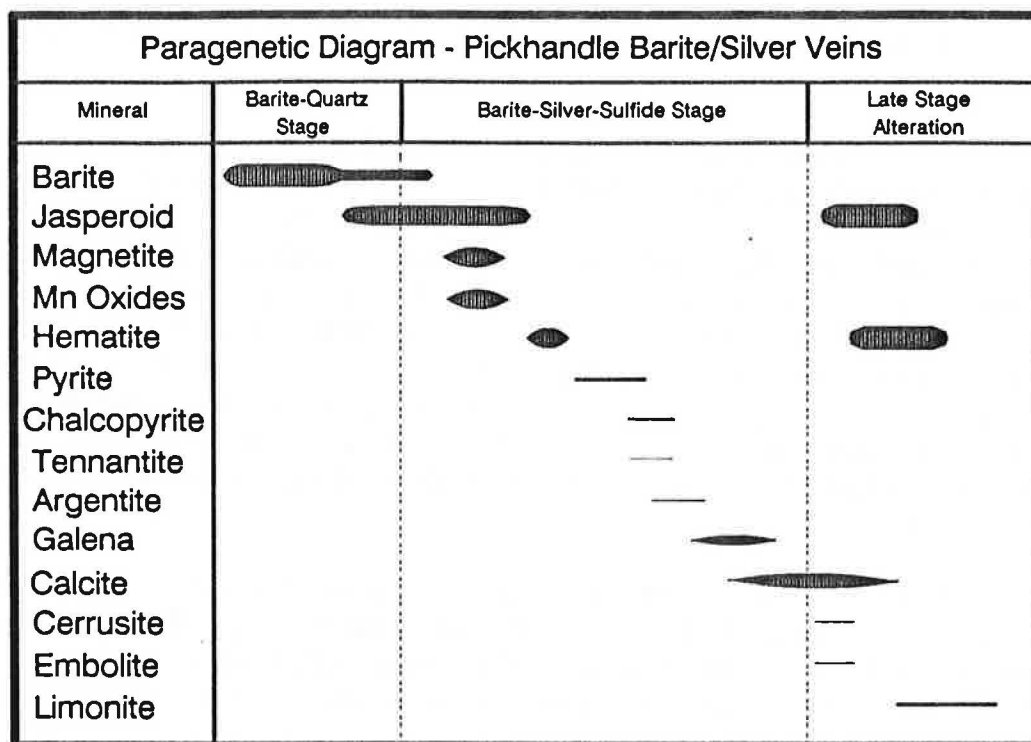 Paragenetic Diagram - Pickhandle Barite/Silver Veins
Mineral
Barite-Quartz
Stage
Barite-Silver-Sulfide Stage
Late Stage
Alteration
Barite
Jasperoid
Magnetite
Mn Oxides
Hematite
Pyrite
Chalcopyrite
Tennantite
Argentite
Galena
Calcite
Cerrusite
Embolite
Limonite